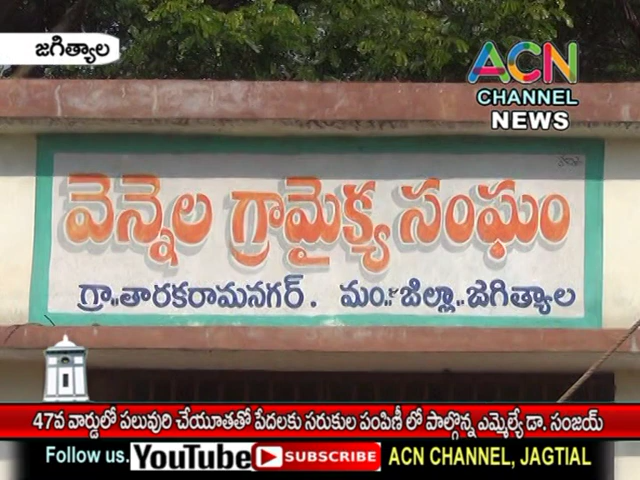 జగిత్యాల
ACN
CHANNEL
NEWS
వెన్నెల గ్రామైక్య సంఘం
గ్రా..తారకరామనగర్. మం..జిల్లా..జెగిత్యాల
47వ వార్డులో పలువురి చేయూతతో పేదలకు సరుకుల పంపిణీ లో పాల్గొన్న ఎమ్మెల్యే డా. సంజయ్
Follow us. YouTube SUBSCRIBE ACN CHANNEL, JAGTIAL